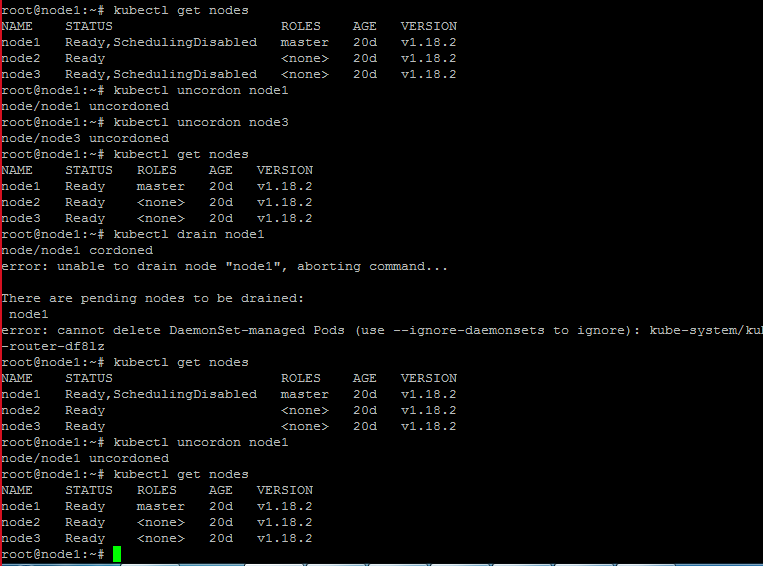 root@node1:~# kubectl get nodes
NAME    STATUS                     ROLES    AGE   VERSION
node1   Ready,SchedulingDisabled   master   20d   v1.18.2
node2   Ready                      <none>   20d   v1.18.2
node3   Ready,SchedulingDisabled   <none>   20d   v1.18.2
root@node1:~# kubectl uncordon node1
node/node1 uncordoned
root@node1:~# kubectl uncordon node3
node/node3 uncordoned
root@node1:~# kubectl get nodes
NAME    STATUS   ROLES    AGE   VERSION
node1   Ready    master   20d   v1.18.2
node2   Ready    <none>   20d   v1.18.2
node3   Ready    <none>   20d   v1.18.2
root@node1:~# kubectl drain node1
node/node1 cordoned
error: unable to drain node "node1", aborting command...

There are pending nodes to be drained:
 node1
error: cannot delete DaemonSet-managed Pods (use --ignore-daemonsets to ignore): kube-system/kub
-router-df8lz
root@node1:~# kubectl get nodes
NAME    STATUS                     ROLES    AGE   VERSION
node1   Ready,SchedulingDisabled   master   20d   v1.18.2
node2   Ready                      <none>   20d   v1.18.2
node3   Ready                      <none>   20d   v1.18.2
root@node1:~# kubectl uncordon node1
node/node1 uncordoned
root@node1:~# kubectl get nodes
NAME    STATUS   ROLES    AGE   VERSION
node1   Ready    master   20d   v1.18.2
node2   Ready    <none>   20d   v1.18.2
node3   Ready    <none>   20d   v1.18.2
root@node1:~#